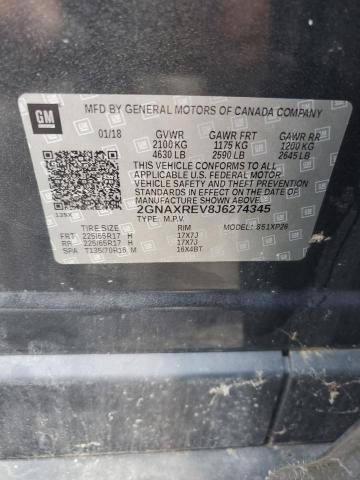 GM
MFD BY GENERAL MOTORS OF CANADA COMPANY
01/18 GVWR GAWR FRT GAWR RR
2100 KG 1175 KG 1200 KG
4630 LB 2590 LB 2645 LB
THIS VEHICLE CONFORMS TO ALL APPLICABLE
U.S. FEDERAL MOTOR
VEHICLE SAFETY AND THEFT
PREVENTION STANDARDS IN EFFECT ON THE DATE OF
MANUFACTURE SHOWN ABOVE.
2GNAXREV8J6274345
TYPE: M.P.V.
135X
TIRE SIZE RIM MODEL: S51XP26
FRT 225/65R17 H 17X7J
RR 225/65R17 H 17X7J
SPA T135/70R16 M 16X4BT